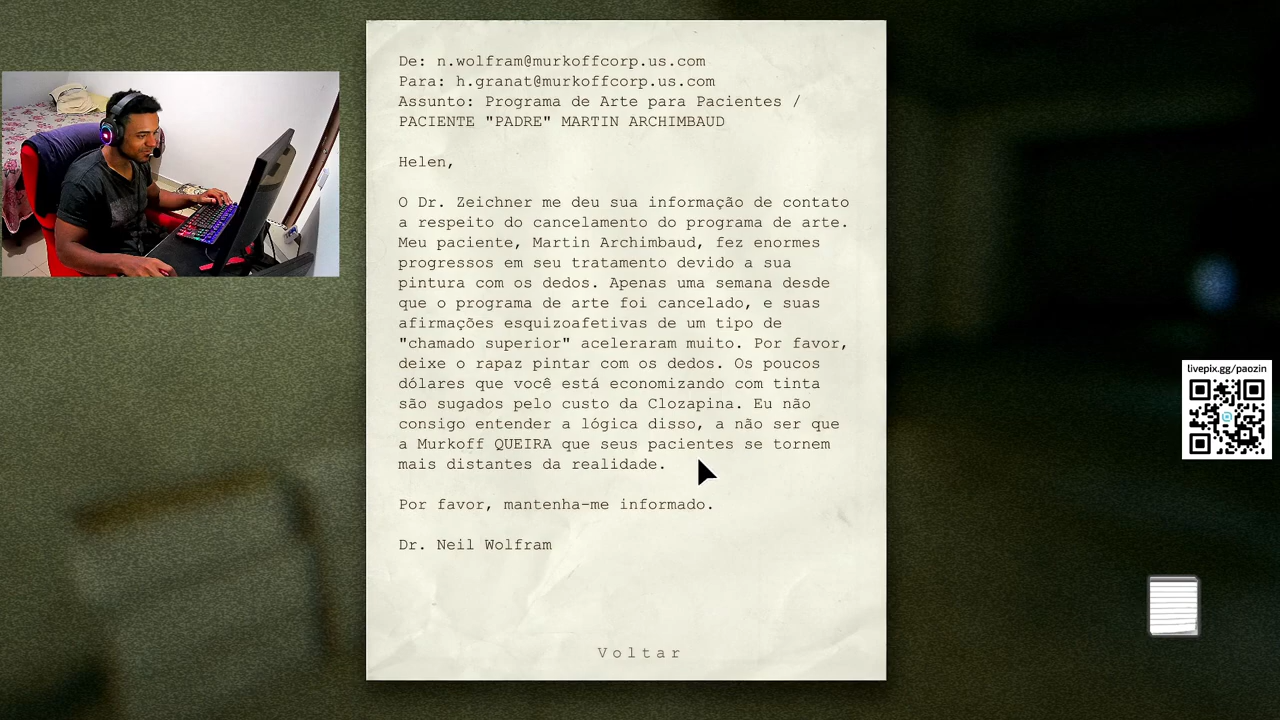 De: n.wolfram@murkoffcorp.us.com
Para: h.granat@murkoffcorp.us.com
Assunto: Programa de Arte para Pacientes /
PACIENTE "PADRE" MARTIN ARCHIMBAUD
Helen,
O Dr. Zeichner me deu sua informação de contato
a respeito do cancelamento do programa de arte.
Meu paciente, Martin Archimbaud, fez enormes
progressos em seu tratamento devido a sua
pintura com os dedos. Apenas uma semana desde
que o programa de arte foi cancelado, e suas
afirmações esquizoafetivas de um tipo de
"chamado superior" aceleraram muito. Por favor,
deixe o rapaz pintar com os dedos. Os poucos
dólares que você está economizando com tinta
são sugados pelo custo da Clozapina. Eu não
consigo entender a lógica disso, a não ser que
a Murkoff QUEIRA que seus pacientes se tornem
mais distantes da realidade.
Por favor, mantenha-me informado.
Dr. Neil Wolfram
Voltar
livepix.gg/paozin